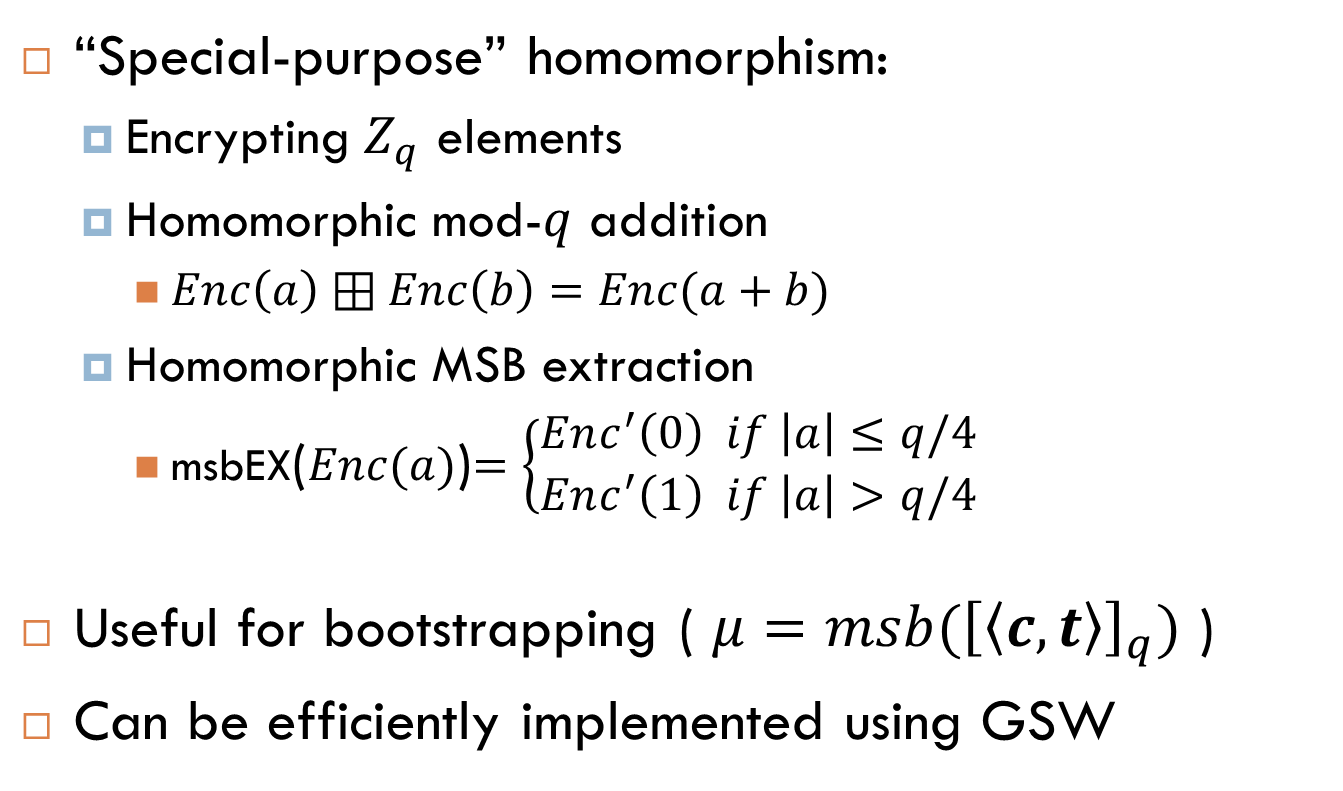 “Special-purpose” homomorphism:
Encrypting Z_q elements
Homomorphic mod-q addition
Enc(a) ⊞ Enc(b) = Enc(a + b)
Homomorphic MSB extraction
msbEX(Enc(a))= { Enc′(0) if |a| ≤ q/4
Enc′(1) if |a| > q/4
Useful for bootstrapping ( μ = msb([⟨c, t⟩]_q) )
Can be efficiently implemented using GSW